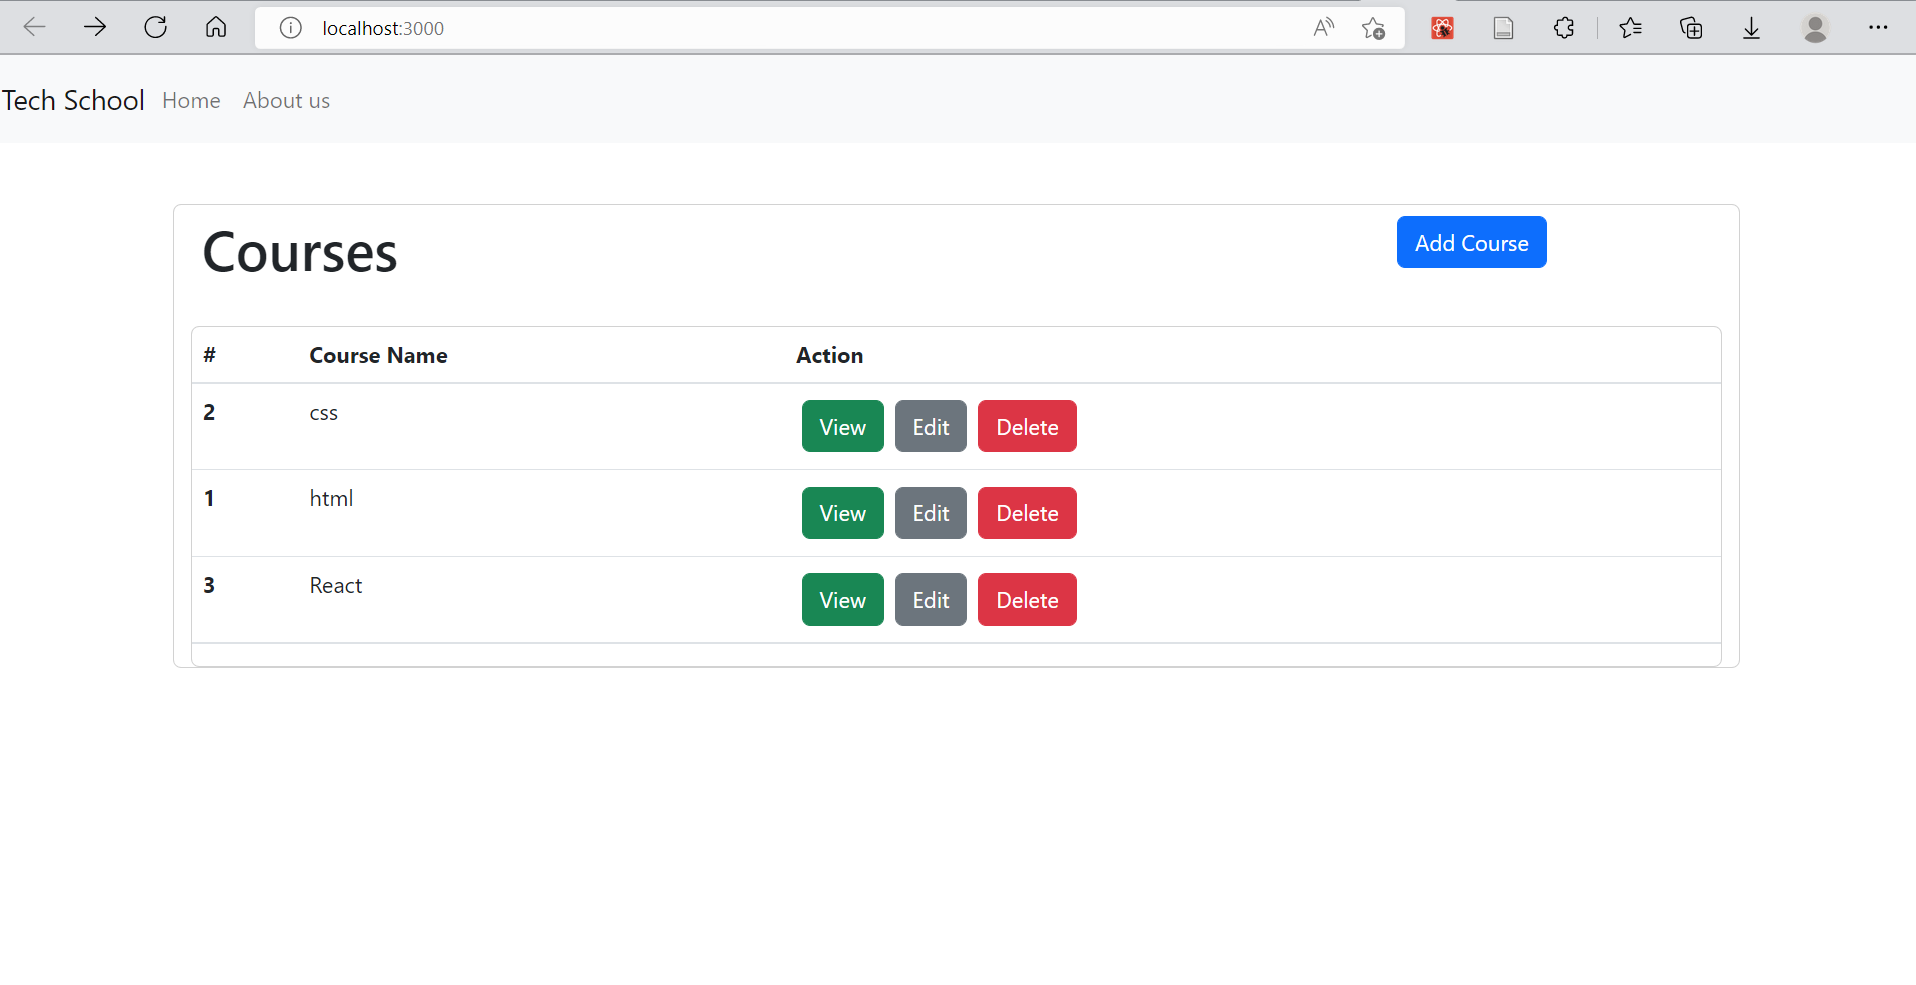 localhost:3000
Tech School Home About us
Courses Add Course
# Course Name Action
2 css View Edit Delete
1 html View Edit Delete
3 React View Edit Delete